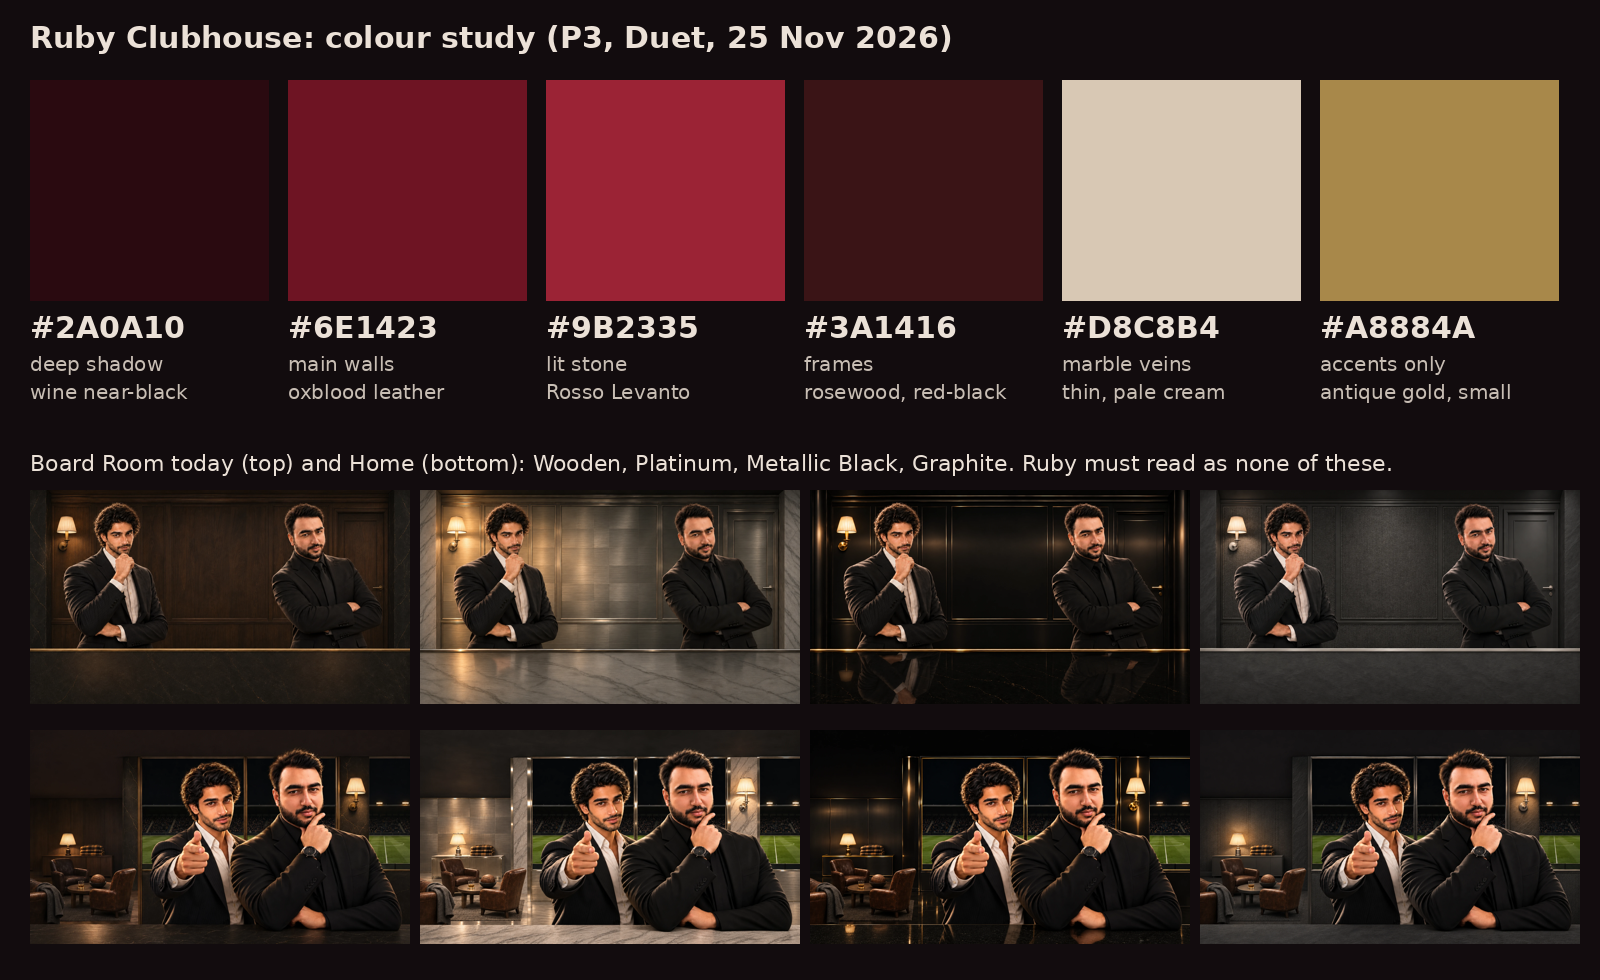 Ruby Clubhouse: colour study (P3, Duet, 25 Nov 2026)
#2A0A10
deep shadow
wine near-black
#6E1423
main walls
oxblood leather
#9B2335
lit stone
Rosso Levanto
#3A1416
frames
rosewood, red-black
#D8C8B4
marble veins
thin, pale cream
#A8884A
accents only
antique gold, small
Board Room today (top) and Home (bottom): Wooden, Platinum, Metallic Black, Graphite. Ruby must read as none of these.